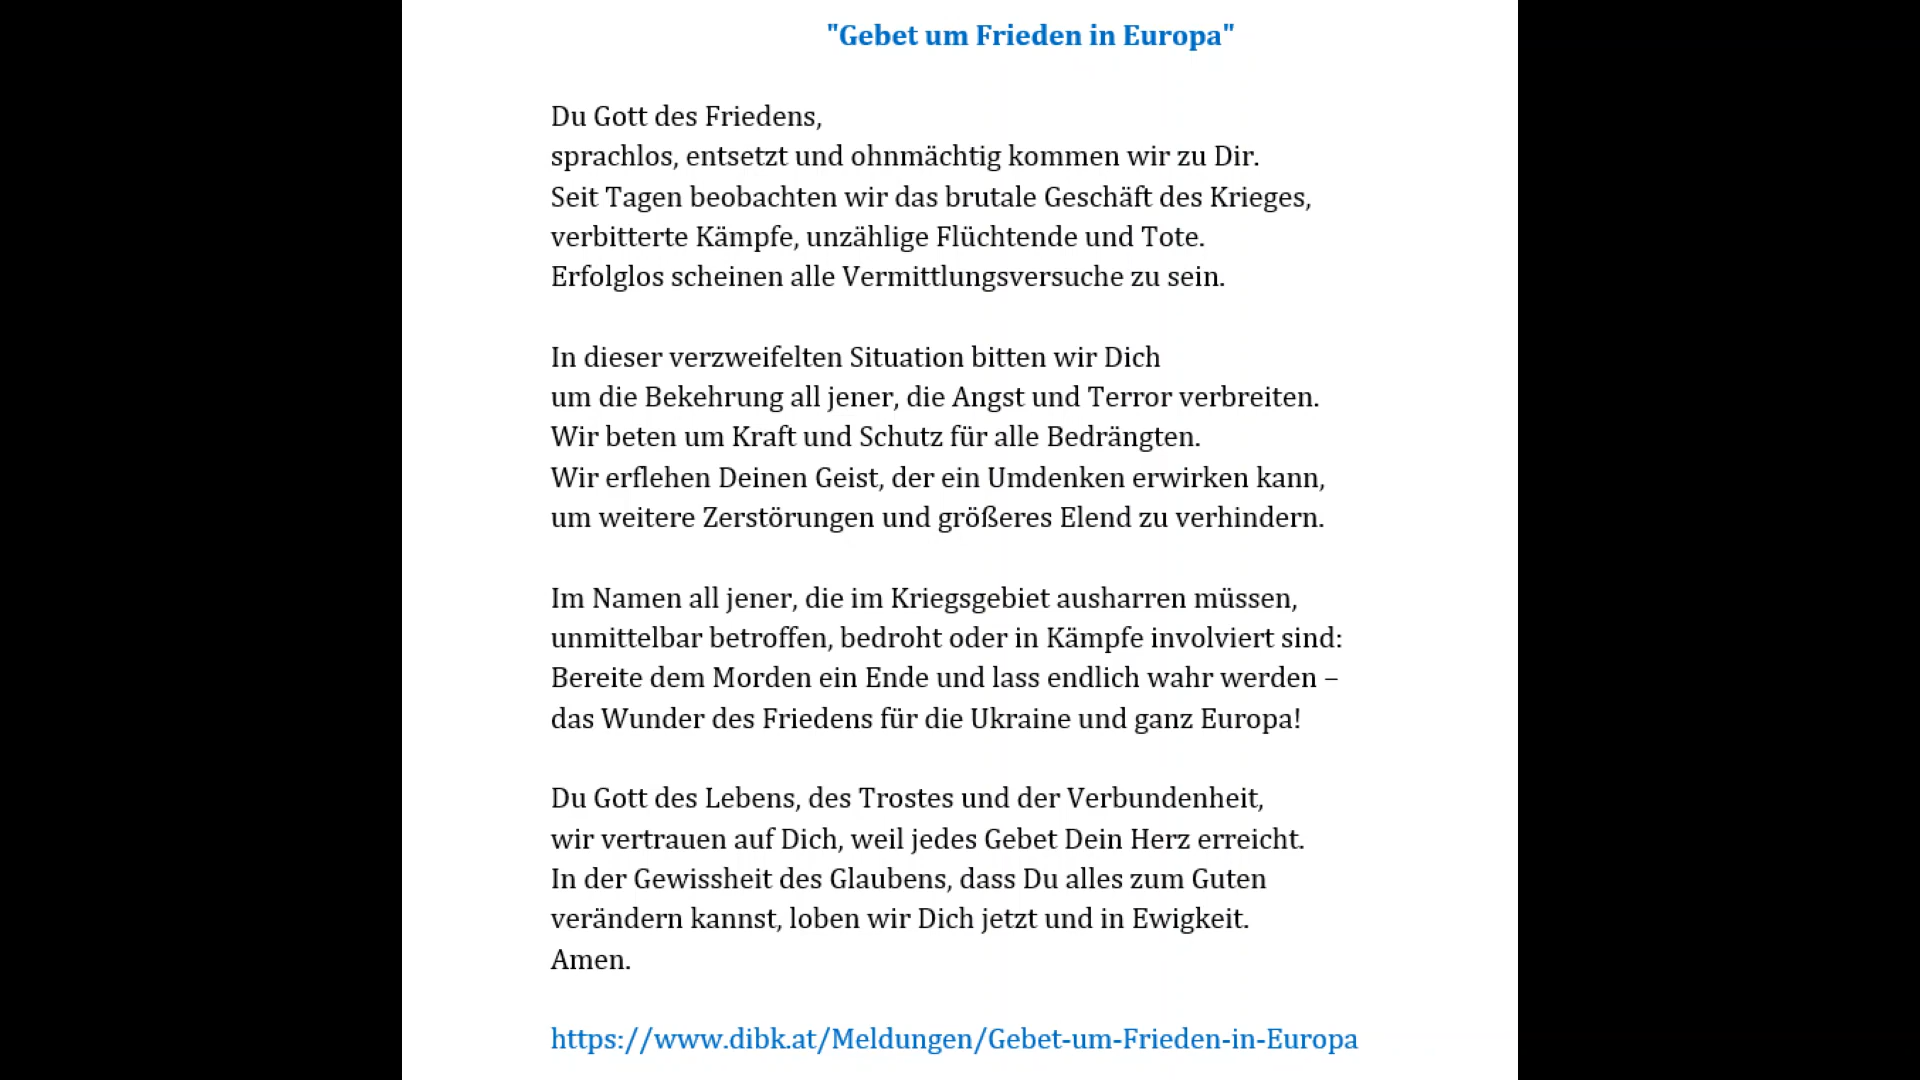 "Gebet um Frieden in Europa"
Du Gott des Friedens,
sprachlos, entsetzt und ohnmächtig kommen wir zu Dir.
Seit Tagen beobachten wir das brutale Geschäft des Krieges,
verbitterte Kämpfe, unzählige Flüchtende und Tote.
Erfolglos scheinen alle Vermittlungsversuche zu sein.
In dieser verzweifelten Situation bitten wir Dich
um die Bekehrung all jener, die Angst und Terror verbreiten.
Wir beten um Kraft und Schutz für alle Bedrängten.
Wir erflehen Deinen Geist, der ein Umdenken erwirken kann,
um weitere Zerstörungen und größeres Elend zu verhindern.
Im Namen all jener, die im Kriegsgebiet ausharren müssen,
unmittelbar betroffen, bedroht oder in Kämpfe involviert sind:
Bereite dem Morden ein Ende und lass endlich wahr werden –
das Wunder des Friedens für die Ukraine und ganz Europa!
Du Gott des Lebens, des Trostes und der Verbundenheit,
wir vertrauen auf Dich, weil jedes Gebet Dein Herz erreicht.
In der Gewissheit des Glaubens, dass Du alles zum Guten
verändern kannst, loben wir Dich jetzt und in Ewigkeit.
Amen.
https://www.dibk.at/Meldungen/Gebet-um-Frieden-in-Europa